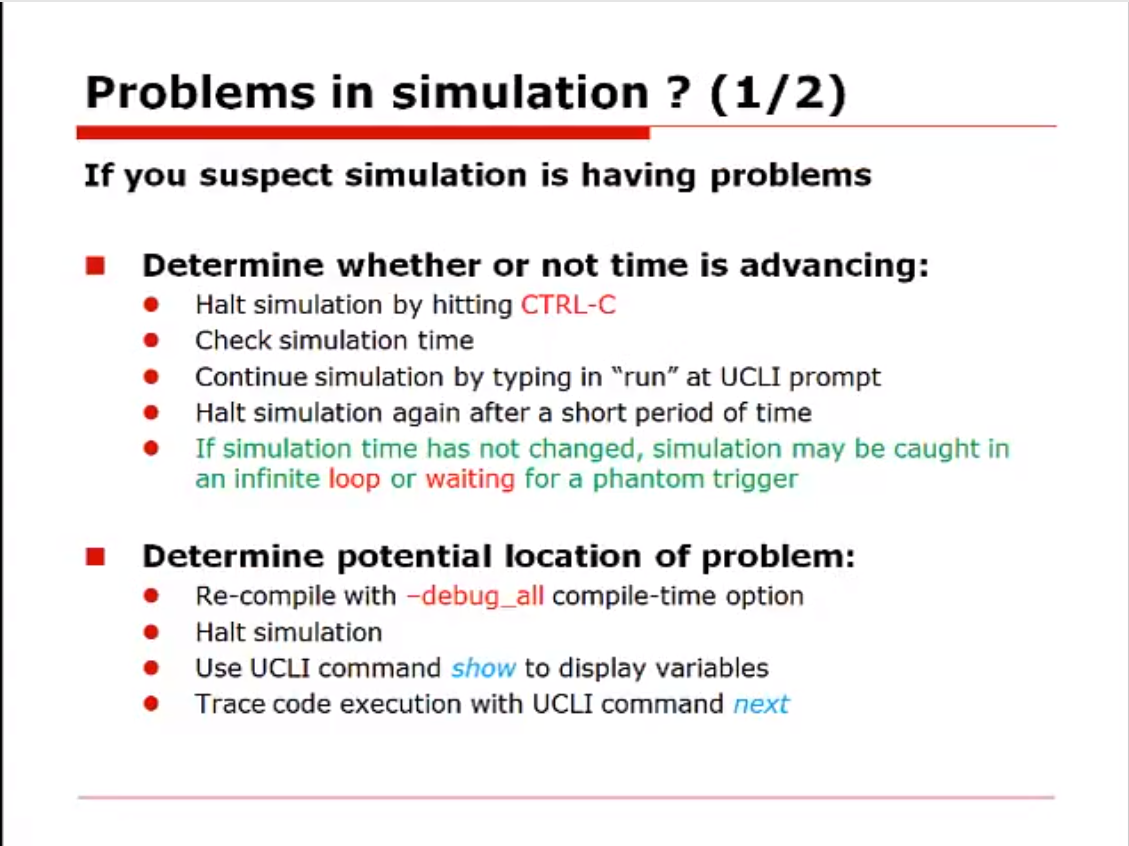 Problems in simulation ? (1/2)
If you suspect simulation is having problems
Determine whether or not time is advancing:
Halt simulation by hitting CTRL-C
Check simulation time
Continue simulation by typing in “run” at UCLI prompt
Halt simulation again after a short period of time
If simulation time has not changed, simulation may be caught in
an infinite loop or waiting for a phantom trigger
Determine potential location of problem:
Re-compile with –debug_all compile-time option
Halt simulation
Use UCLI command show to display variables
Trace code execution with UCLI command next